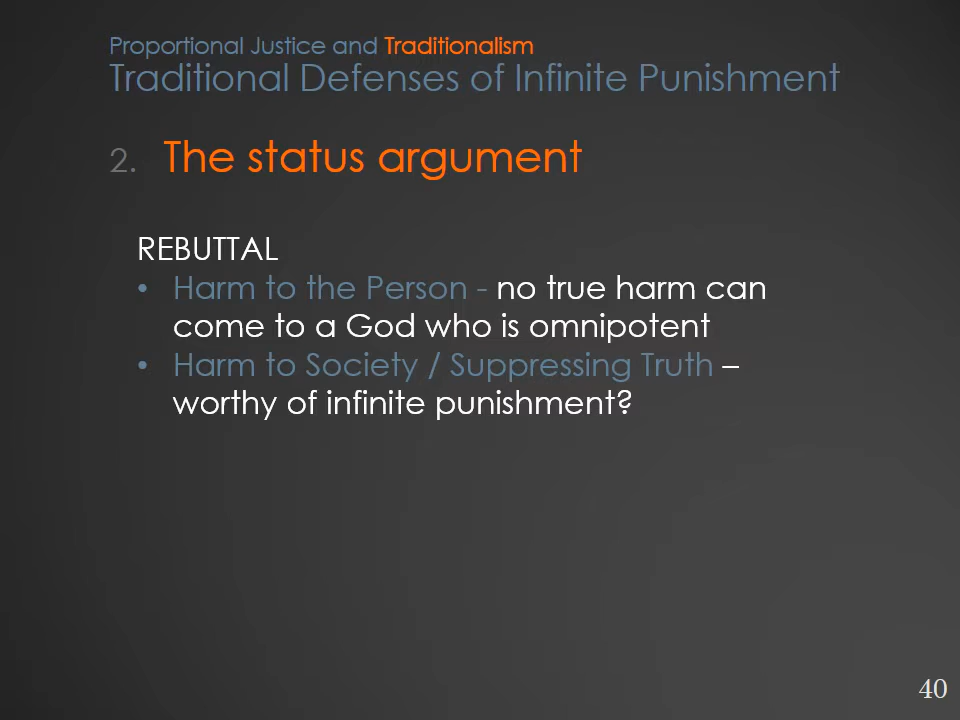 Proportional Justice and Traditionalism
Traditional Defenses of Infinite Punishment
2. The status argument
REBUTTAL
• Harm to the Person - no true harm can
come to a God who is omnipotent
• Harm to Society / Suppressing Truth –
worthy of infinite punishment?
40